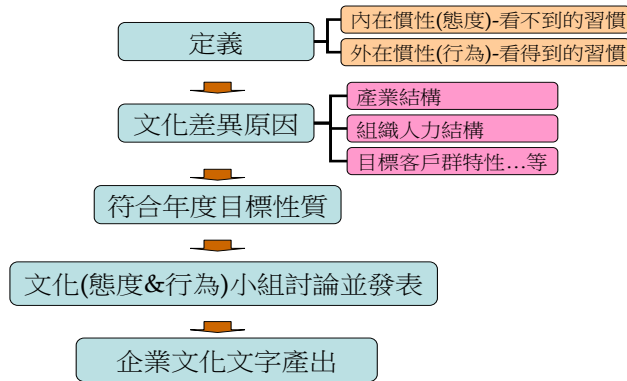 定義
內在慣性(態度)-看不到的習慣
外在慣性(行為)-看得到的習慣
文化差異原因
產業結構
組織人力結構
目標客戶群特性…等
符合年度目標性質
文化(態度&行為)小組討論並發表
企業文化文字產出